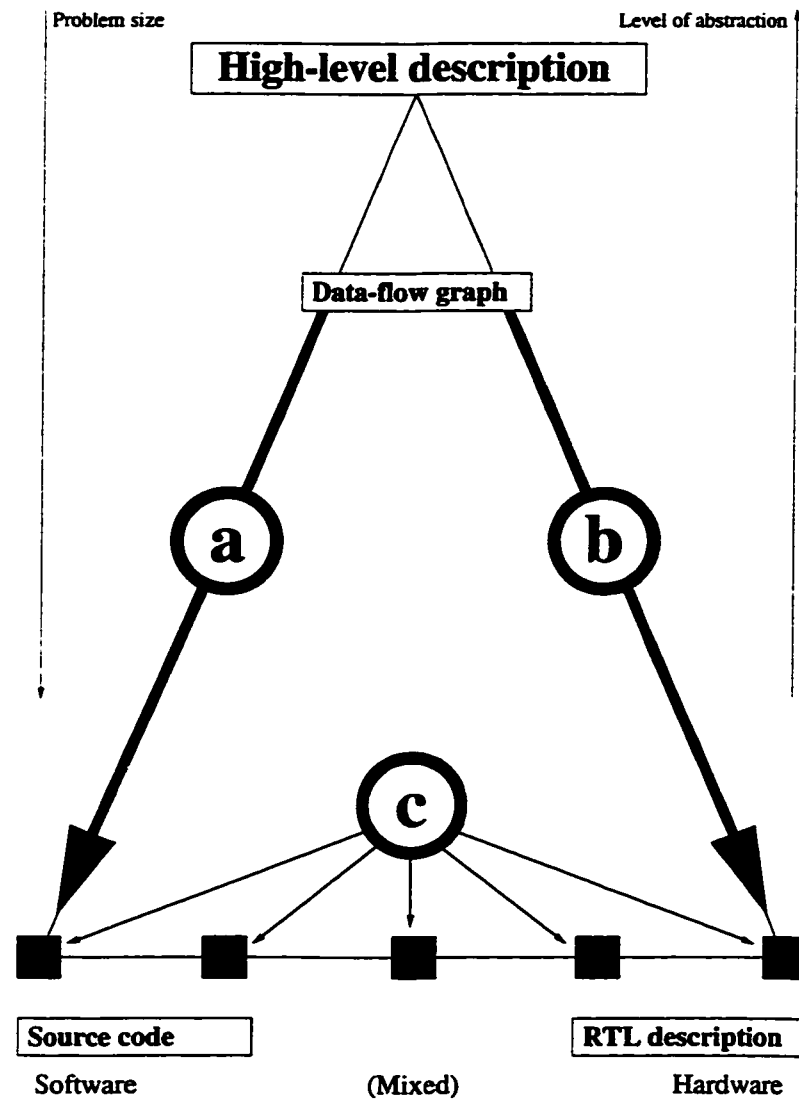 Problem size
Level of abstraction
High-level description
Data-flow graph
a
b
c
Source code
RTL description
Software
(Mixed)
Hardware